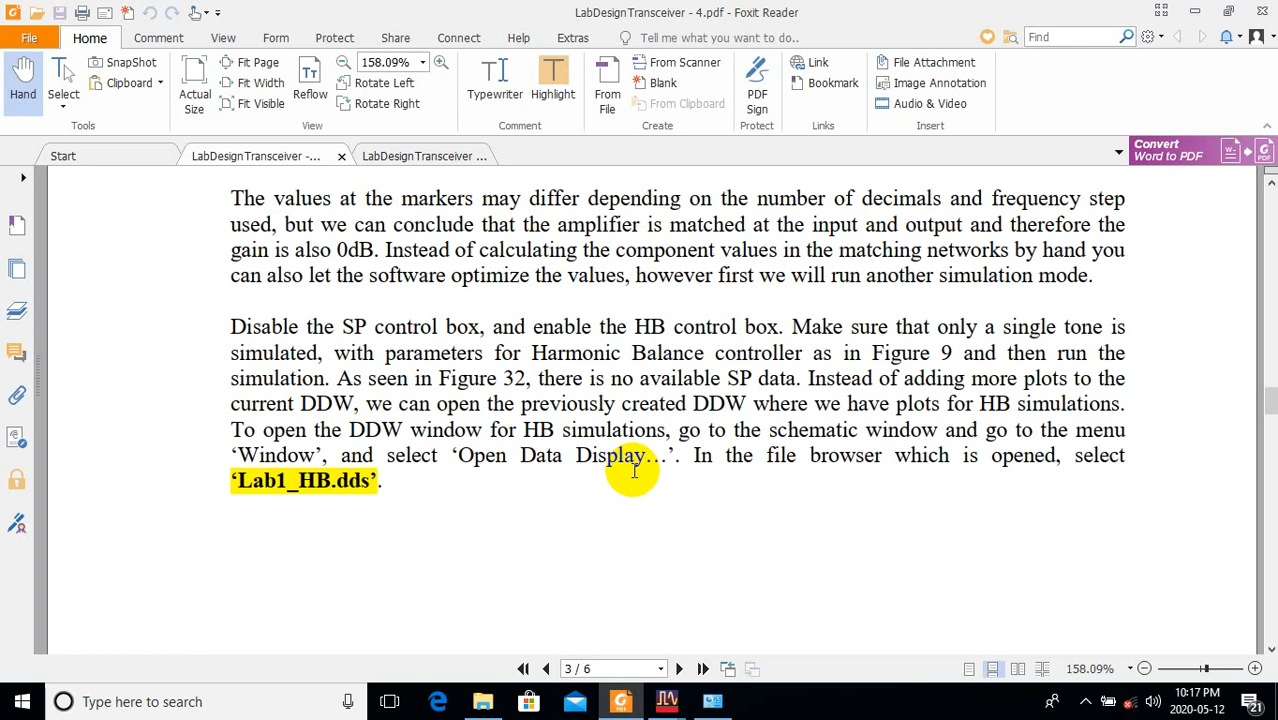 LabDesignTransceiver - 4.pdf - Foxit Reader
File Home Comment View Form Protect Share Connect Help Extras Tell me what you want to do.. Find
Hand
Select
SnapShot
Clipboard
Tools
Actual Size
Fit Page
Fit Width
Fit Visible
Reflow
158.09%
Rotate Left
Rotate Right
View
Typewriter
Highlight
Comment
From File
From Scanner
Blank
From Clipboard
Create
PDF Sign
Protect
Link
Bookmark
Links
File Attachment
Image Annotation
Audio & Video
Insert
Start LabDesignTransceiver -... LabDesignTransceiver ...
Convert
Word to PDF
The values at the markers may differ depending on the number of decimals and frequency step
used, but we can conclude that the amplifier is matched at the input and output and therefore the
gain is also 0dB. Instead of calculating the component values in the matching networks by hand you
can also let the software optimize the values, however first we will run another simulation mode.
Disable the SP control box, and enable the HB control box. Make sure that only a single tone is
simulated, with parameters for Harmonic Balance controller as in Figure 9 and then run the
simulation. As seen in Figure 32, there is no available SP data. Instead of adding more plots to the
current DDW, we can open the previously created DDW where we have plots for HB simulations.
To open the DDW window for HB simulations, go to the schematic window and go to the menu
‘Window’, and select ‘Open Data Display…’. In the file browser which is opened, select
‘Lab1_HB.dds’.
3 / 6
158.09%
Type here to search
10:17 PM
2020-05-12
21